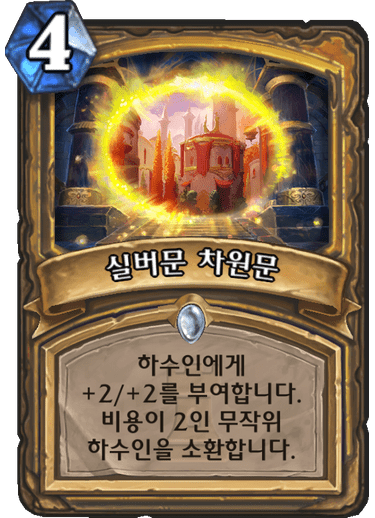 4
실버문 차원문
하수인에게
+2/+2를 부여합니다.
비용이 2인 무작위
하수인을 소환합니다.